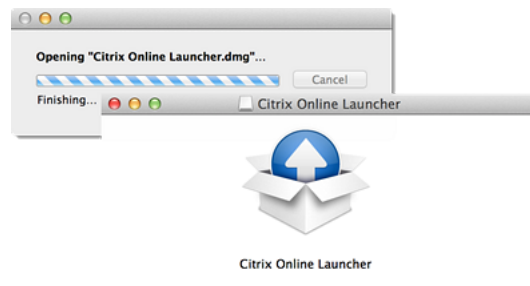 Opening "Citrix Online Launcher.dmg"...
Cancel
Finishing...
Citrix Online Launcher
Citrix Online Launcher